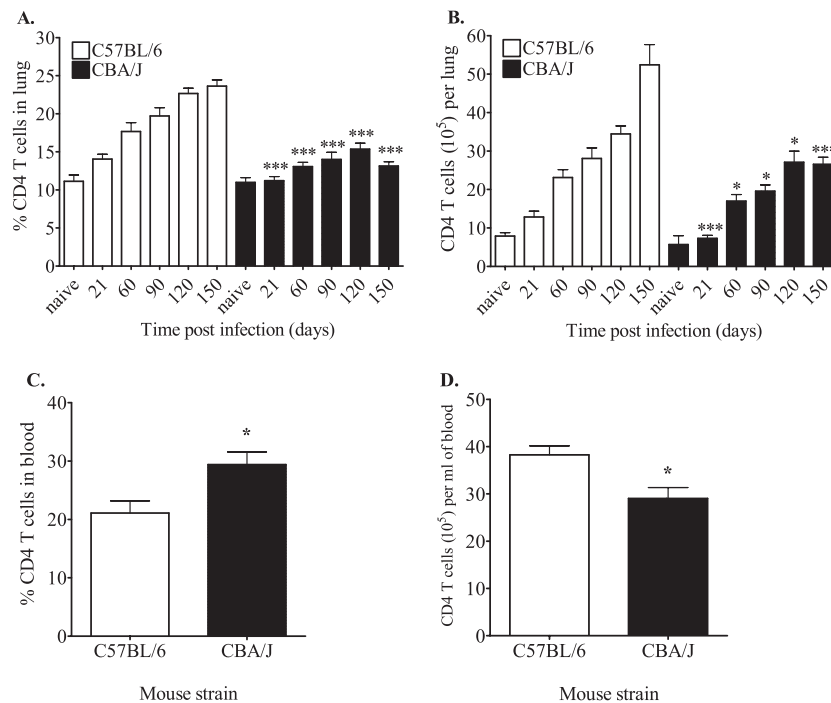 A.
% CD4 T cells in lung
30
25
20
15
10
5
0
C57BL/6
CBA/J
***
***
***
***
***
naive
21
60
90
120
150
naive
21
60
90
120
150
Time post infection (days)
B.
CD4 T cells (10⁵) per lung
60
50
40
30
20
10
0
C57BL/6
CBA/J
***
*
*
*
***
naive
21
60
90
120
150
naive
21
60
90
120
150
Time post infection (days)
C.
% CD4 T cells in blood
40
30
20
10
0
*
C57BL/6
CBA/J
Mouse strain
D.
CD4 T cells (10⁵) per ml of blood
50
40
30
20
10
0
*
C57BL/6
CBA/J
Mouse strain